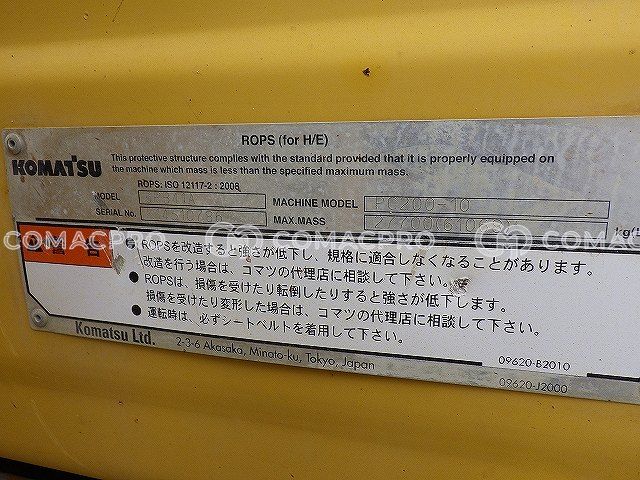 ROPS (for H/E)
KOMATSU
This protective structure complies with the standard provided that it is properly equipped on
the machine which mass is less than the specified maximum mass.
ROPS: ISO 12117-2 : 2008
MODEL
MACHINE MODEL PC200-10
SERIAL No.
MAX.MASS kg(
COMACPRO COMACPRO COMACPRO COMACPRO
警告
● ROPSを改造すると強さが低下し、規格に適合しなくなることがあります。
改造を行う場合は、コマツの代理店に相談して下さい。
● ROPSは、損傷を受けたり転倒したりすると強さが低下します。
損傷を受けたり変形した場合は、コマツの代理店に相談して下さい。
● 運転時は、必ずシートベルトを着用して下さい。
Komatsu Ltd.
2-3-6 Akasaka, Minato-ku, Tokyo, Japan
09620-B2010
09620-J2000